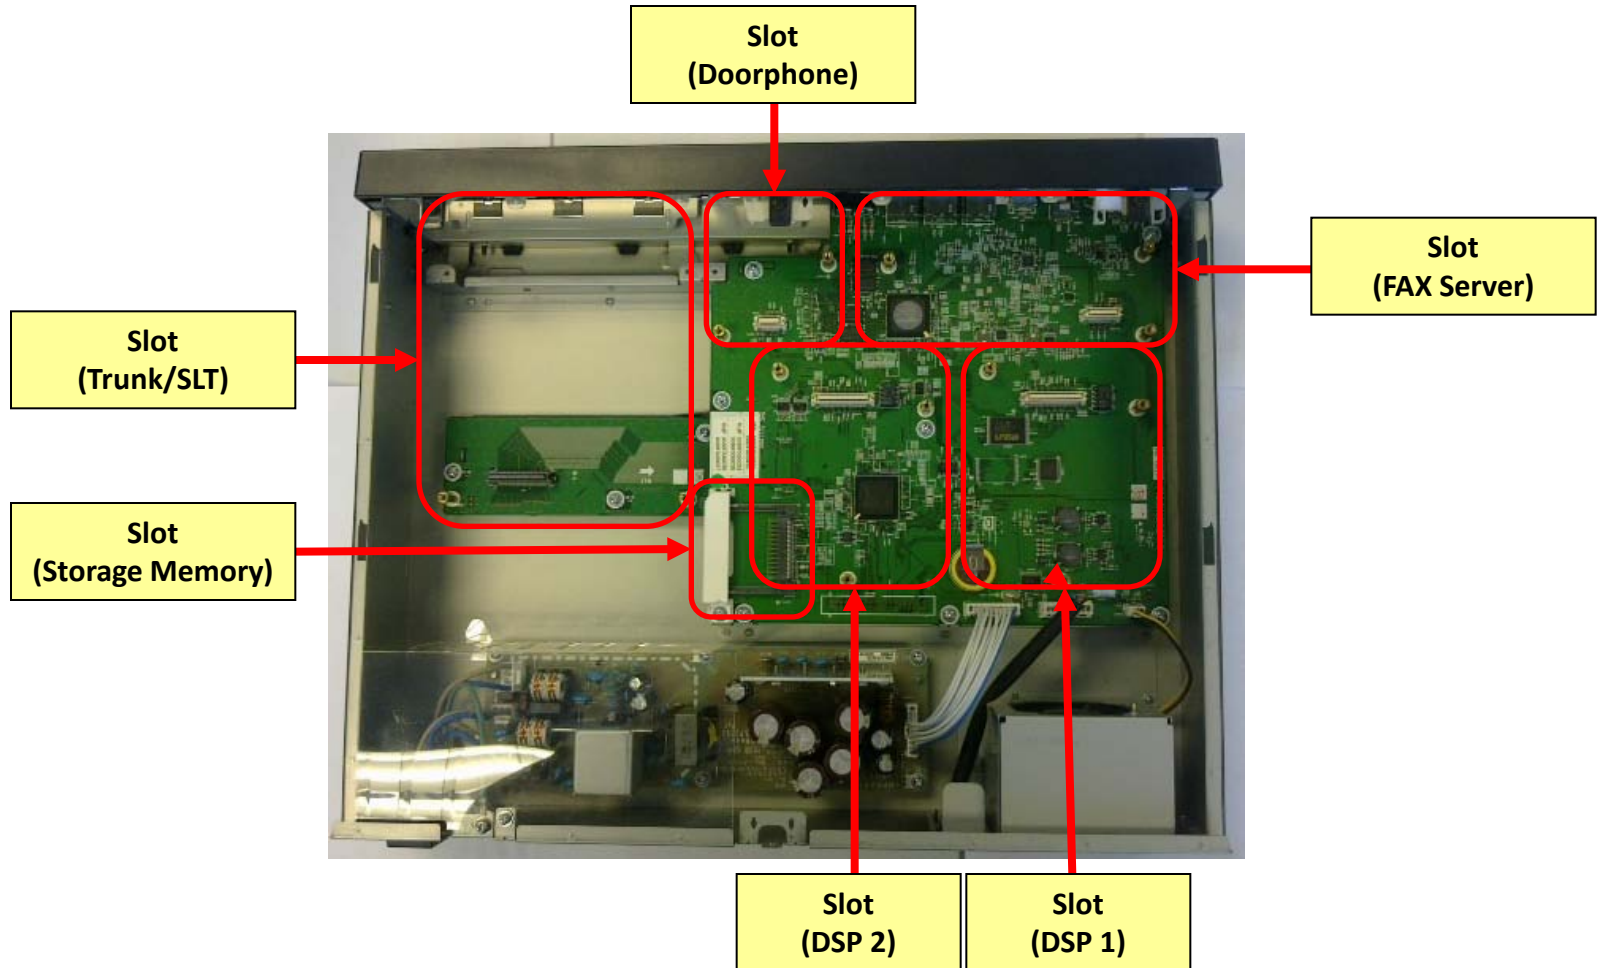 Slot
(Doorphone)
Slot
(FAX Server)
Slot
(Trunk/SLT)
Slot
(Storage Memory)
Slot
(DSP 2)
Slot
(DSP 1)